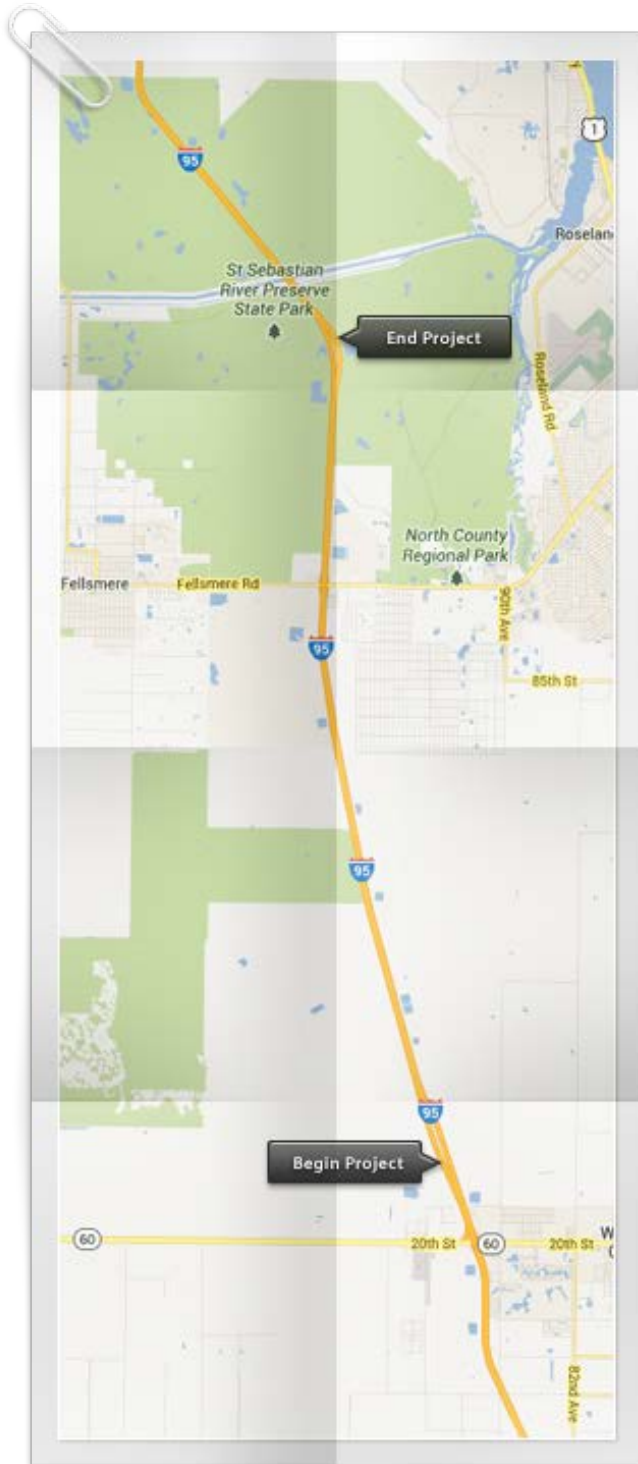 95
1
Roselan
St Sebastian
River Preserve
State Park
End Project
Roseland Rd
North County
Regional Park
Fellsmere
Fellsmere Rd
90th Ave
95
85th St
95
95
Begin Project
60
20th St
60
20th St
W
82nd Ave